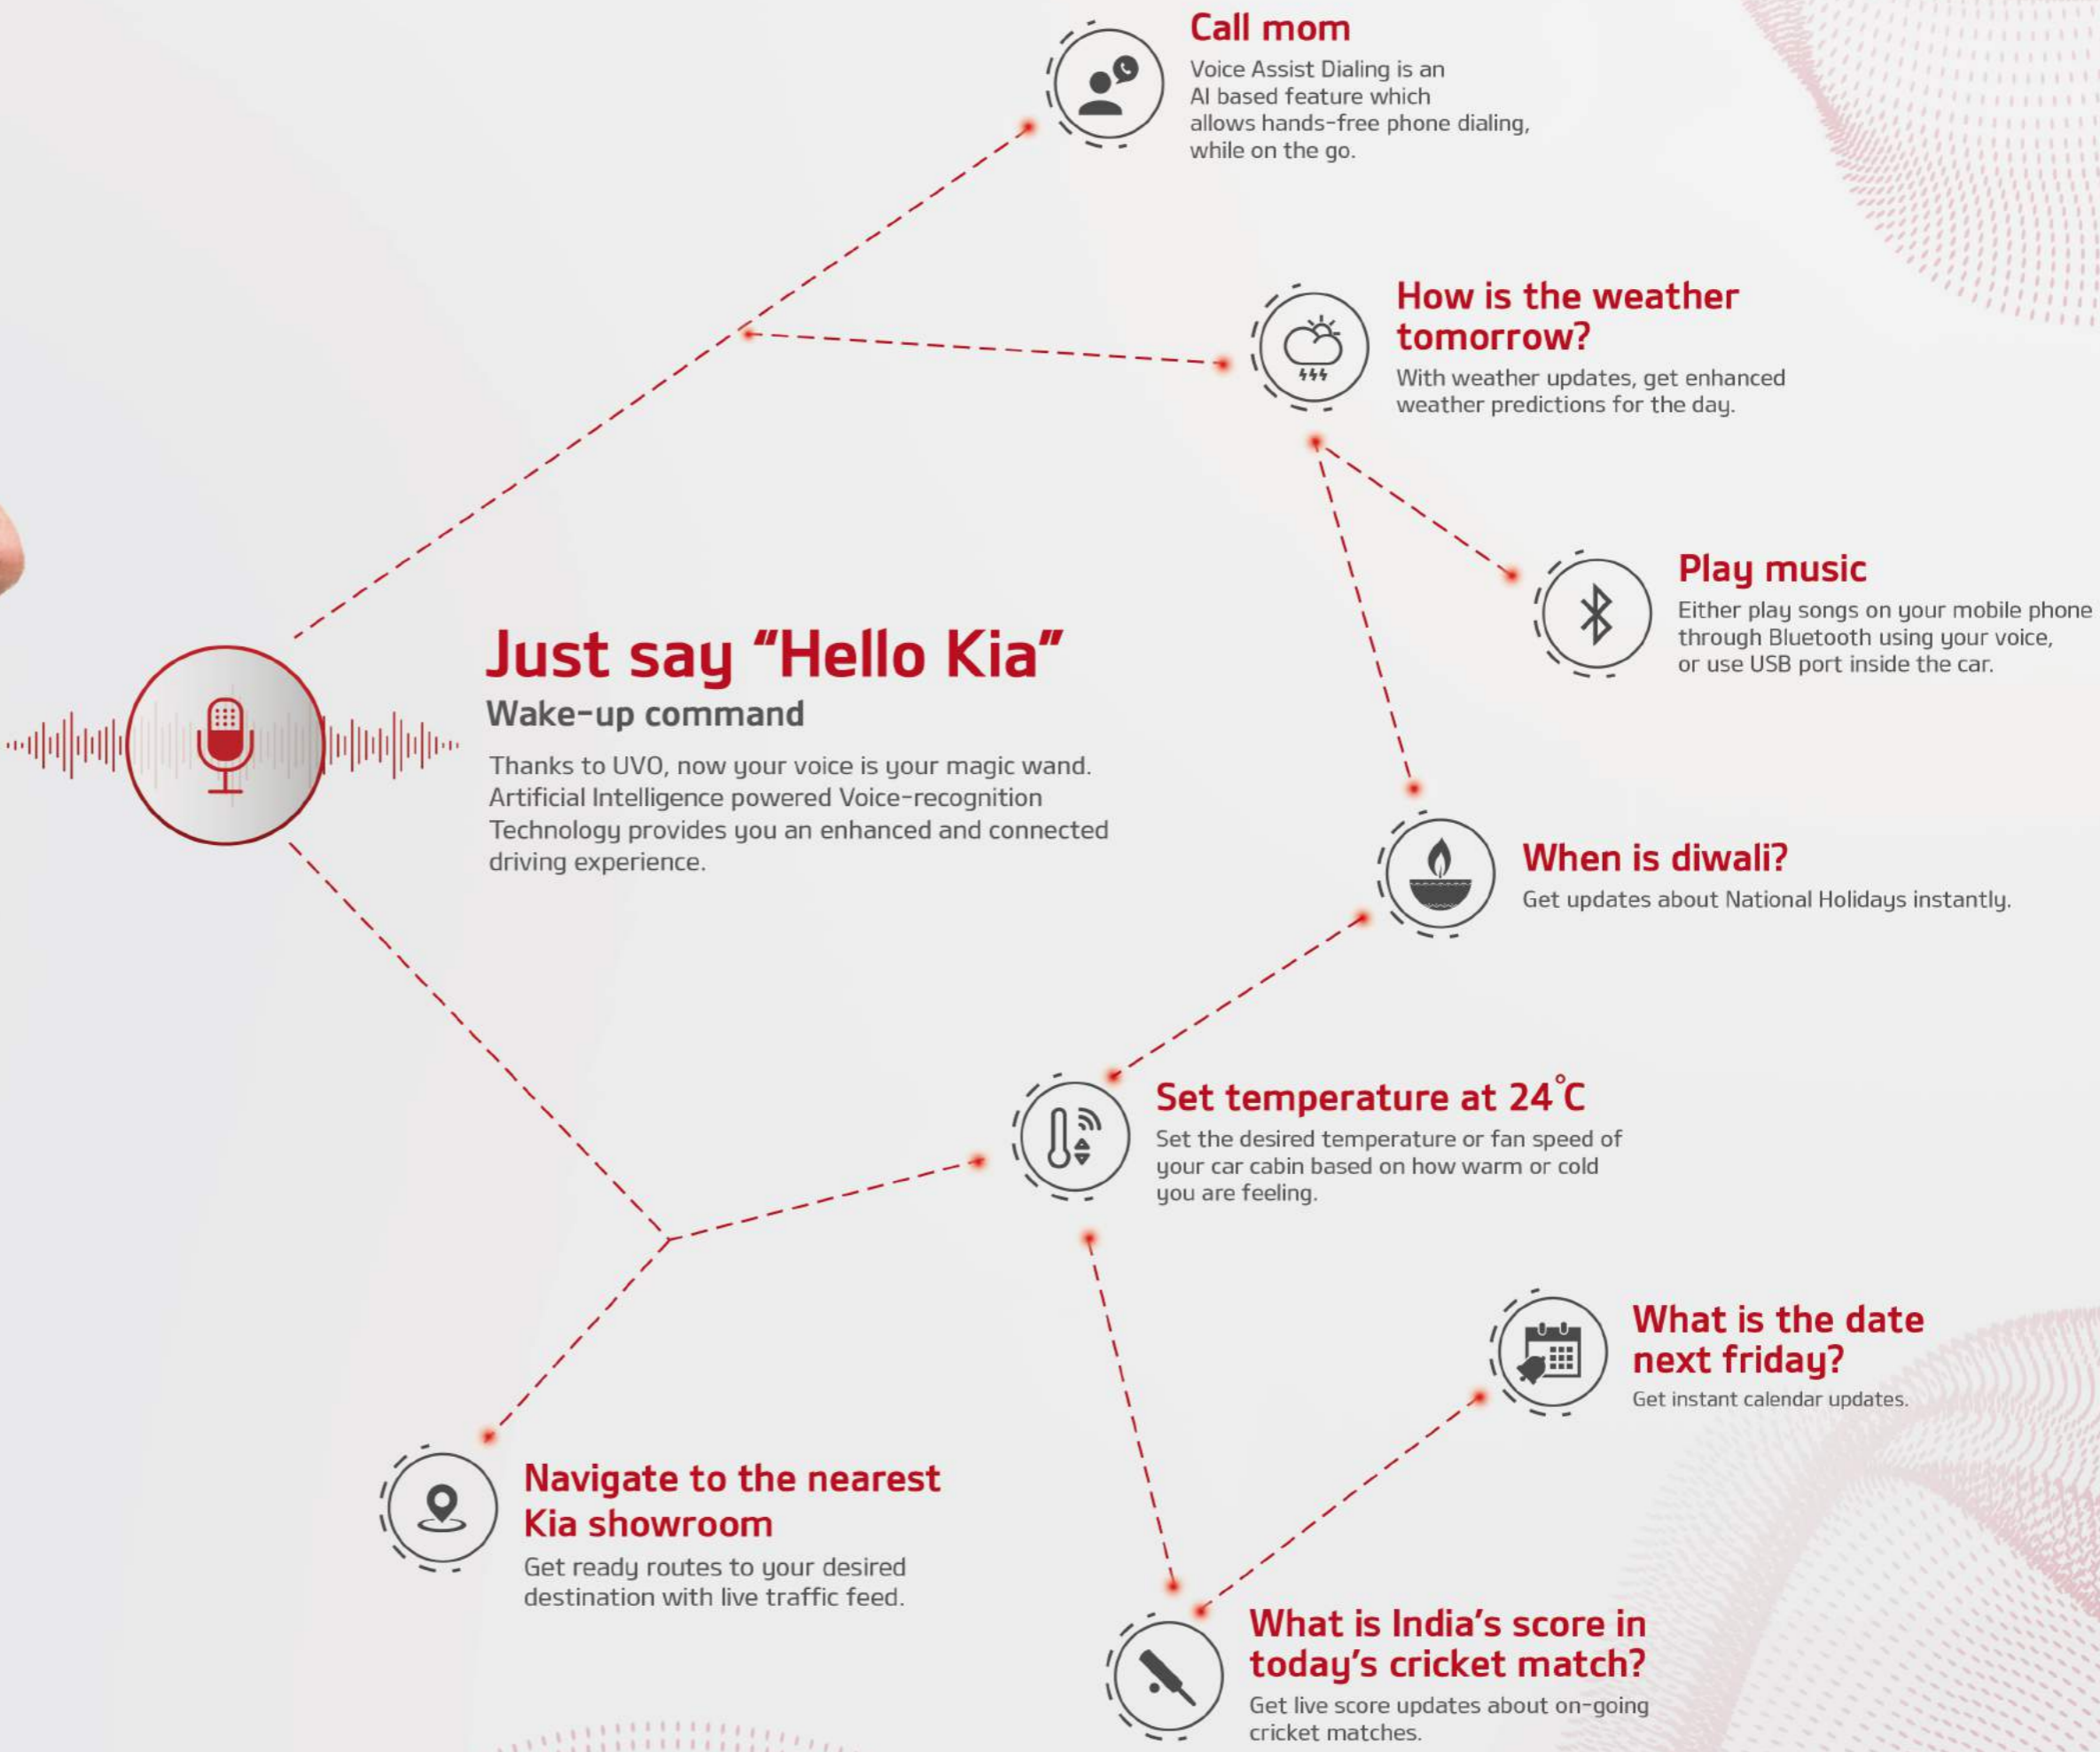 Call mom
Voice Assist Dialing is an
AI based feature which
allows hands-free phone dialing,
while on the go.
How is the weather
tomorrow?
With weather updates, get enhanced
weather predictions for the day.
Play music
Either play songs on your mobile phone
through Bluetooth using your voice,
or use USB port inside the car.
Just say “Hello Kia”
Wake-up command
Thanks to UVO, now your voice is your magic wand.
Artificial Intelligence powered Voice-recognition
Technology provides you an enhanced and connected
driving experience.
When is diwali?
Get updates about National Holidays instantly.
Set temperature at 24°C
Set the desired temperature or fan speed of
your car cabin based on how warm or cold
you are feeling.
What is the date
next friday?
Get instant calendar updates.
Navigate to the nearest
Kia showroom
Get ready routes to your desired
destination with live traffic feed.
What is India's score in
today's cricket match?
Get live score updates about on-going
cricket matches.